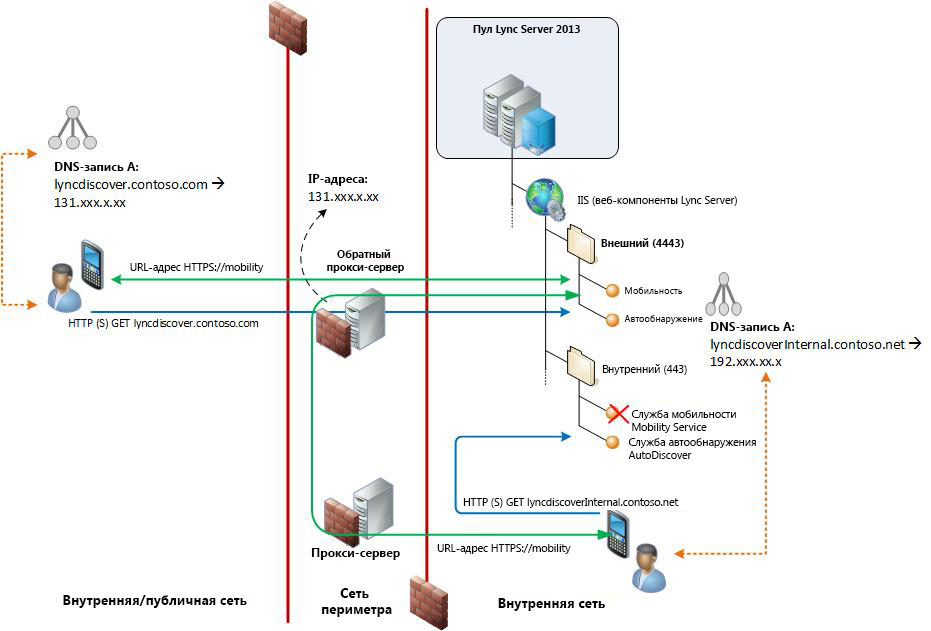 Пул Lync Server 2013
DNS-запись A:
lyncdiscover.contoso.com →
131.xxx.x.xx
IP-адреса:
131.xxx.x.xx
IIS (веб-компоненты Lync Server)
Внешний (4443)
Обратный
прокси-сервер
URL-адрес HTTPS://mobility
Мобильность
Автообнаружение
HTTP (S) GET lyncdiscover.contoso.com
DNS-запись A:
lyncdiscoverInternal.contoso.net →
192.xxx.xx.x
Внутренний (443)
Служба мобильности
Mobility Service
Служба автообнаружения
AutoDiscover
HTTP (S) GET lyncdiscoverInternal.contoso.net
Прокси-сервер
URL-адрес HTTPS://mobility
Внутренняя/публичная сеть
Сеть
периметра
Внутренняя сеть